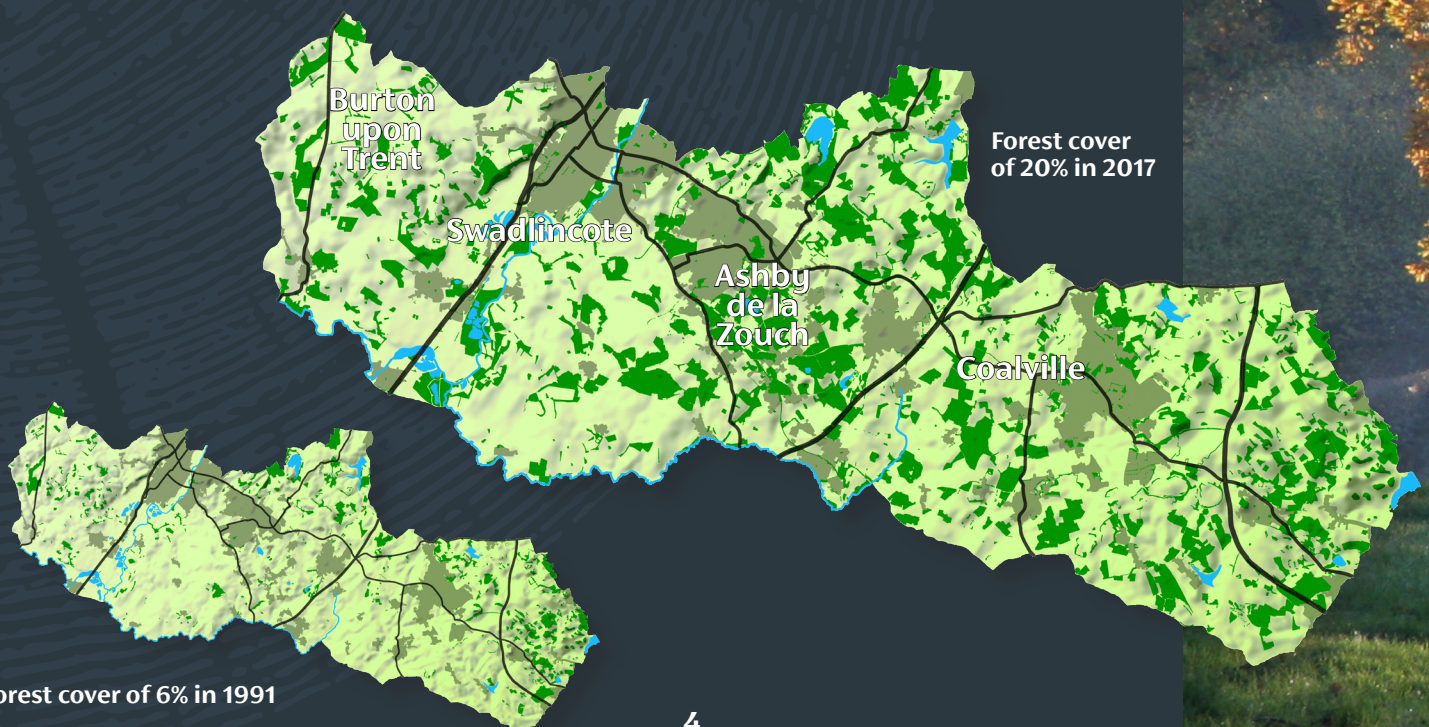 Burton
upon
Trent
Forest cover
of 20% in 2017
Swadlincote
Ashby
de la
Zouch
Coalville
orest cover of 6% in 1991
4